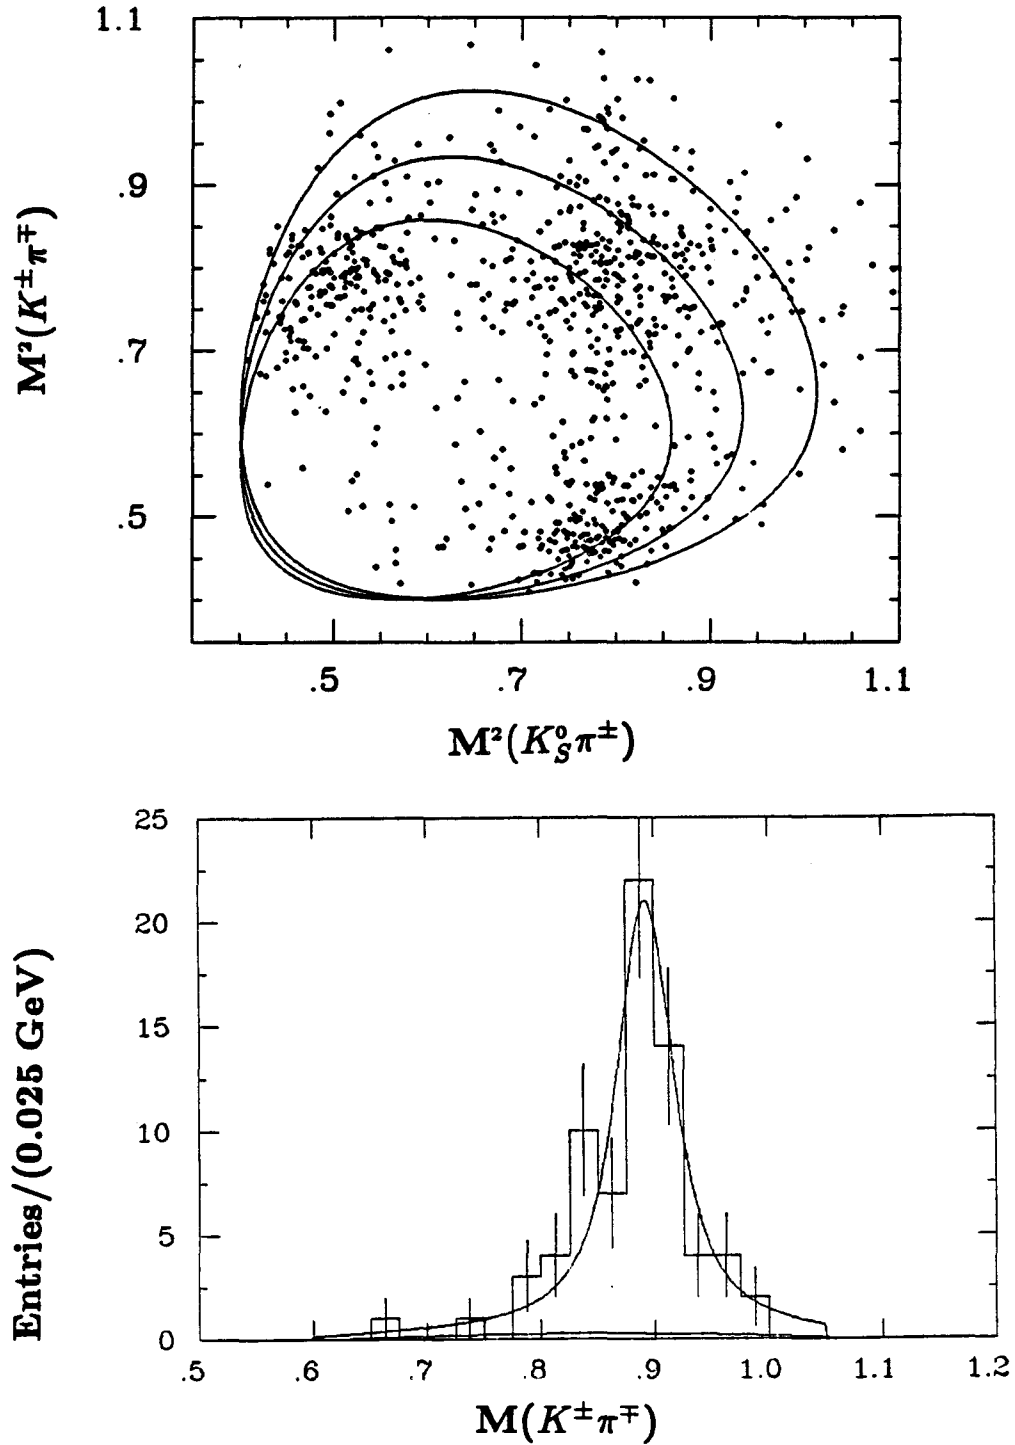 1.1
.9
.7
.5
M²(K±π∓)
.5 .7 .9 1.1
M²(K⁰Sπ±)
25
20
15
10
5
0
Entries/(0.025 GeV)
.5 .6 .7 .8 .9 1.0 1.1 1.2
M(K±π∓)